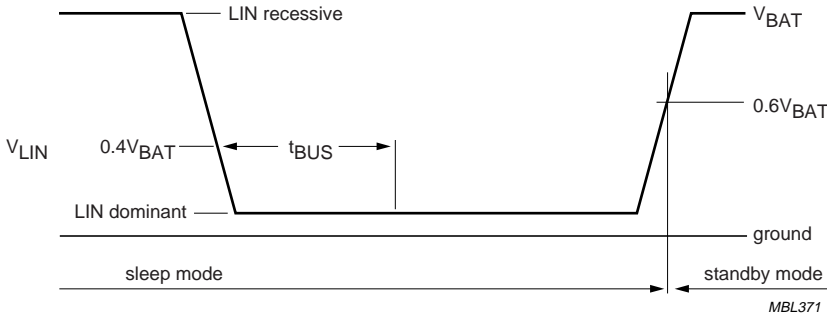 LIN recessive
VBAT
0.6VBAT
VLIN
0.4VBAT
tBUS
LIN dominant
ground
sleep mode
standby mode
MBL371